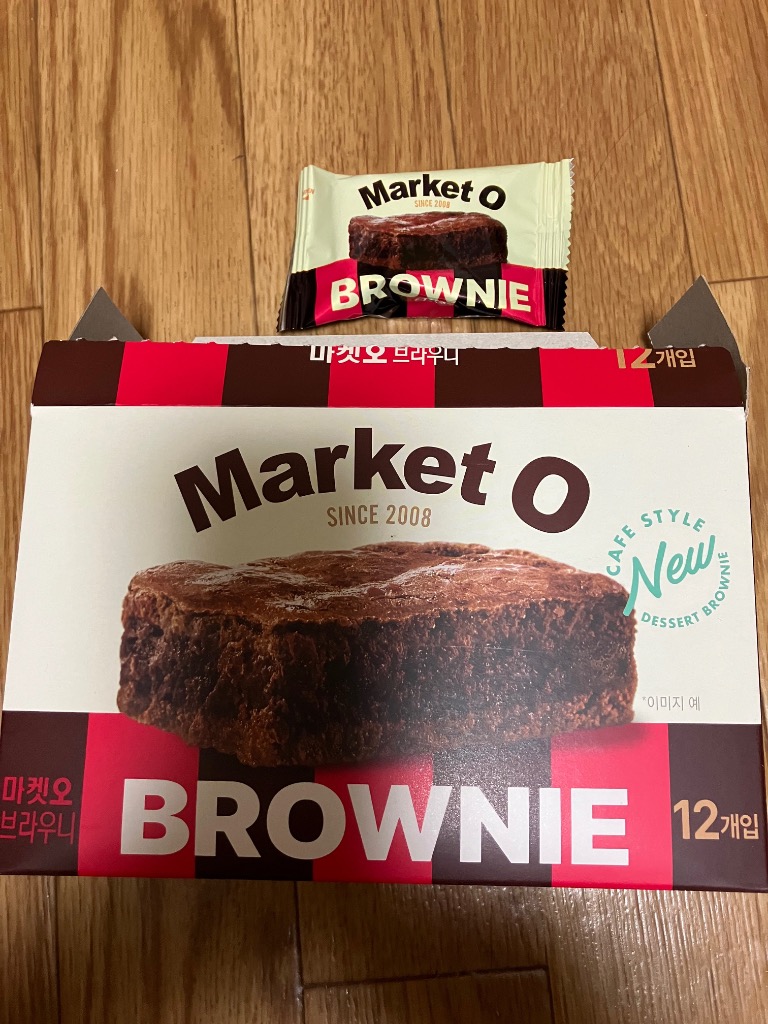 Market O
SINCE 2008
BROWNIE
마켓오 브라우니
12개입
Market O
SINCE 2008
CAFE STYLE
New
DESSERT BROWNIE
*이미지 예
마켓오
브라우니
BROWNIE
12개입